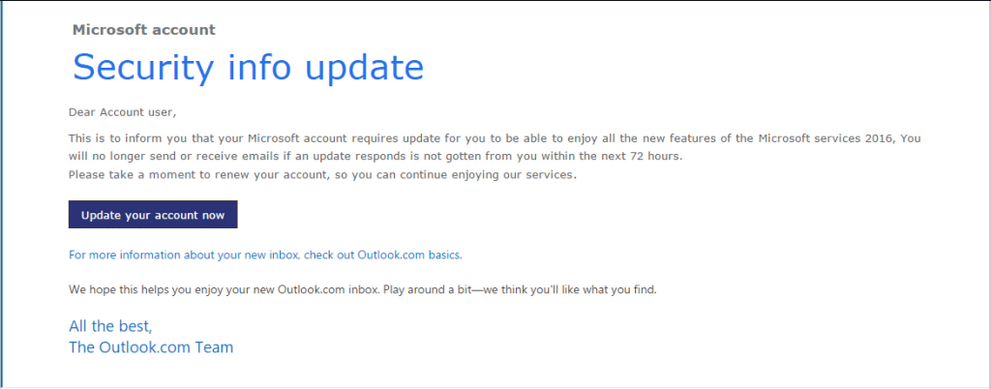 Microsoft account
Security info update
Dear Account user,
This is to inform you that your Microsoft account requires update for you to be able to enjoy all the new features of the Microsoft services 2016, You
will no longer send or receive emails if an update responds is not gotten from you within the next 72 hours.
Please take a moment to renew your account, so you can continue enjoying our services.
Update your account now
For more information about your new inbox, check out Outlook.com basics.
We hope this helps you enjoy your new Outlook.com inbox. Play around a bit—we think you'll like what you find.
All the best,
The Outlook.com Team